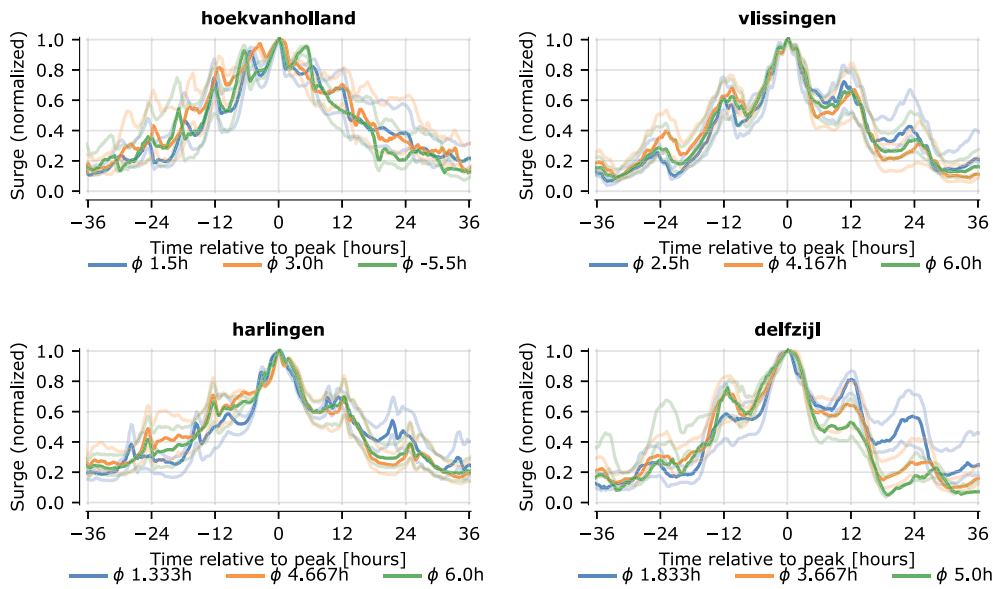 hoekvanholland
Surge (normalized)
1.0
0.8
0.6
0.4
0.2
0.0
−36 −24 −12 0 12 24 36
Time relative to peak [hours]
ϕ 1.5h ϕ 3.0h ϕ -5.5h
vlissingen
Surge (normalized)
1.0
0.8
0.6
0.4
0.2
0.0
−36 −24 −12 0 12 24 36
Time relative to peak [hours]
ϕ 2.5h ϕ 4.167h ϕ 6.0h
harlingen
Surge (normalized)
1.0
0.8
0.6
0.4
0.2
0.0
−36 −24 −12 0 12 24 36
Time relative to peak [hours]
ϕ 1.333h ϕ 4.667h ϕ 6.0h
delfzijl
Surge (normalized)
1.0
0.8
0.6
0.4
0.2
0.0
−36 −24 −12 0 12 24 36
Time relative to peak [hours]
ϕ 1.833h ϕ 3.667h ϕ 5.0h